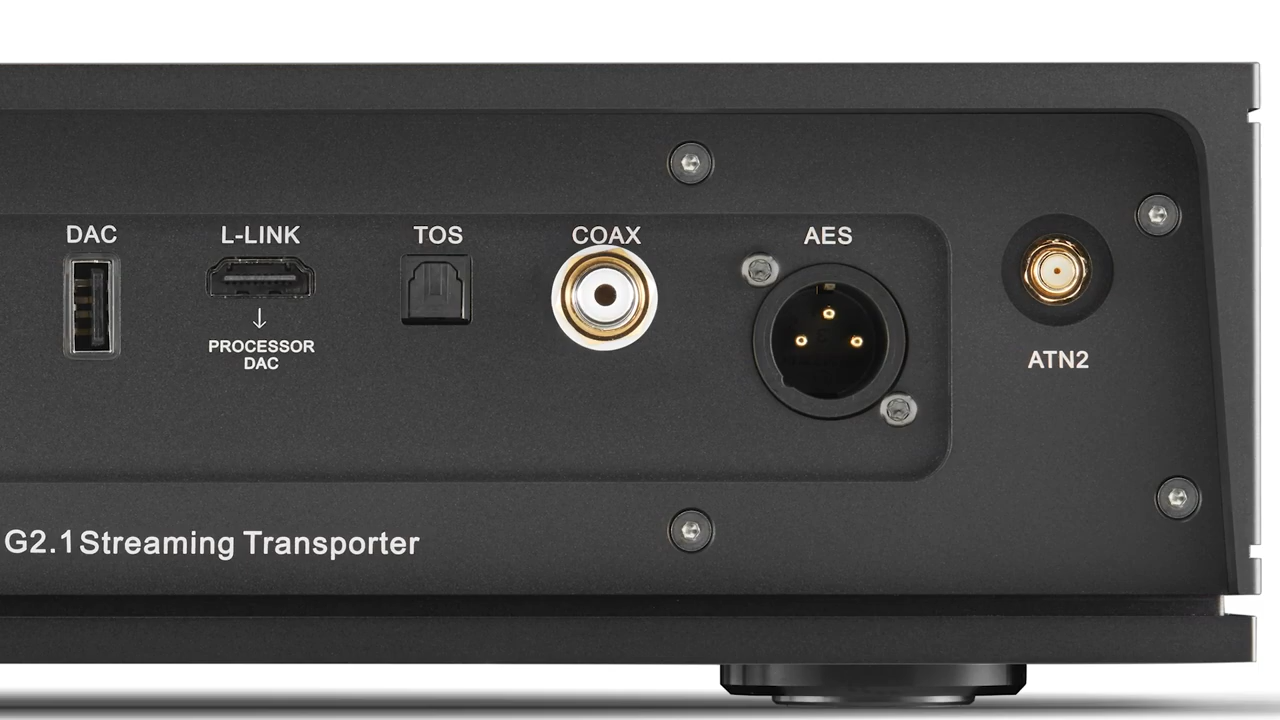 DAC
L-LINK
TOS
COAX
AES
PROCESSOR
DAC
ATN2
G2.1 Streaming Transporter